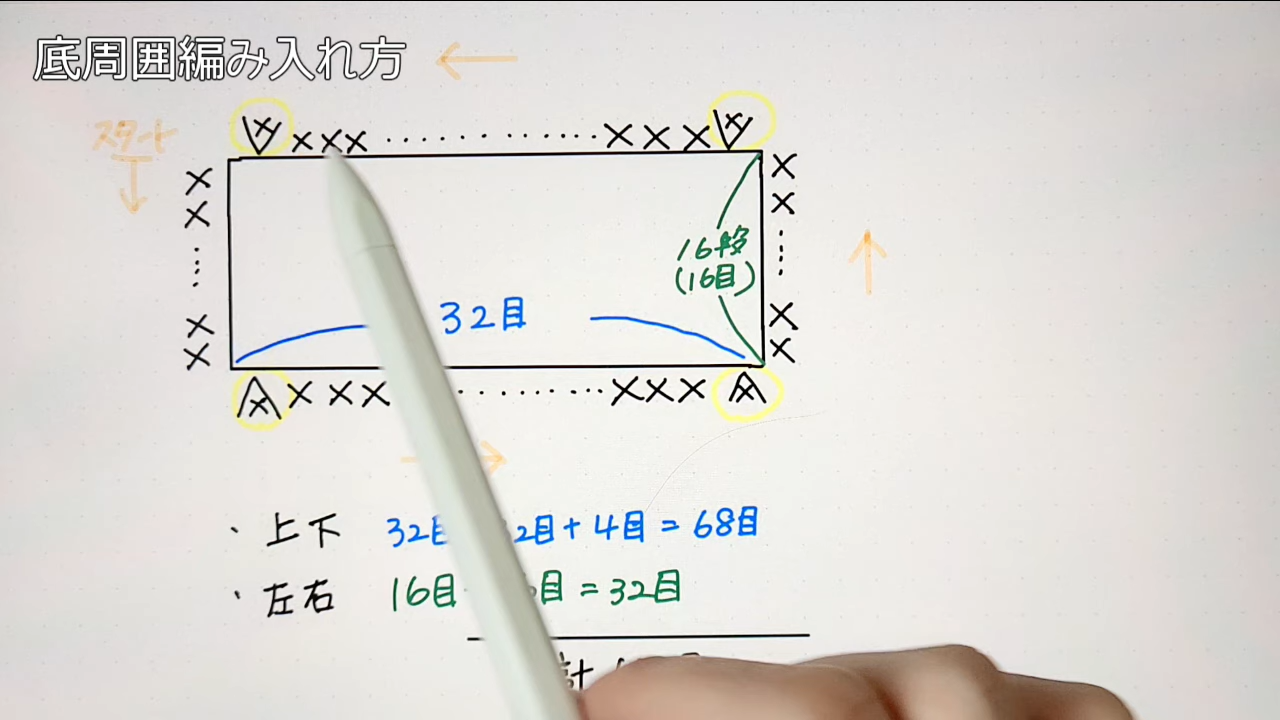 底周囲編み入れ方
スタート
××× ・・・・・・・・・・・・・ ×××
16段
(16目)
32目
××× ・・・・・・・・・・ ×××
・上下 32目 2目+4目=68目
・左右 16目 目=32目
計